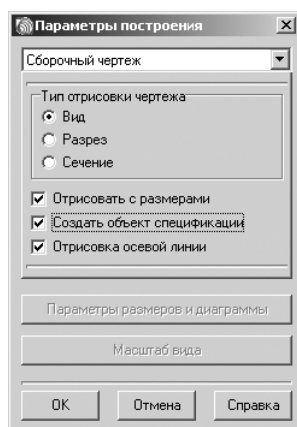 Параметры построения
Сборочный чертеж
Тип отрисовки чертежа
Вид
Разрез
Сечение
Отрисовать с размерами
Создать объект спецификации
Отрисовка осевой линии
Параметры размеров и диаграммы
Масштаб вида
OK Отмена Справка